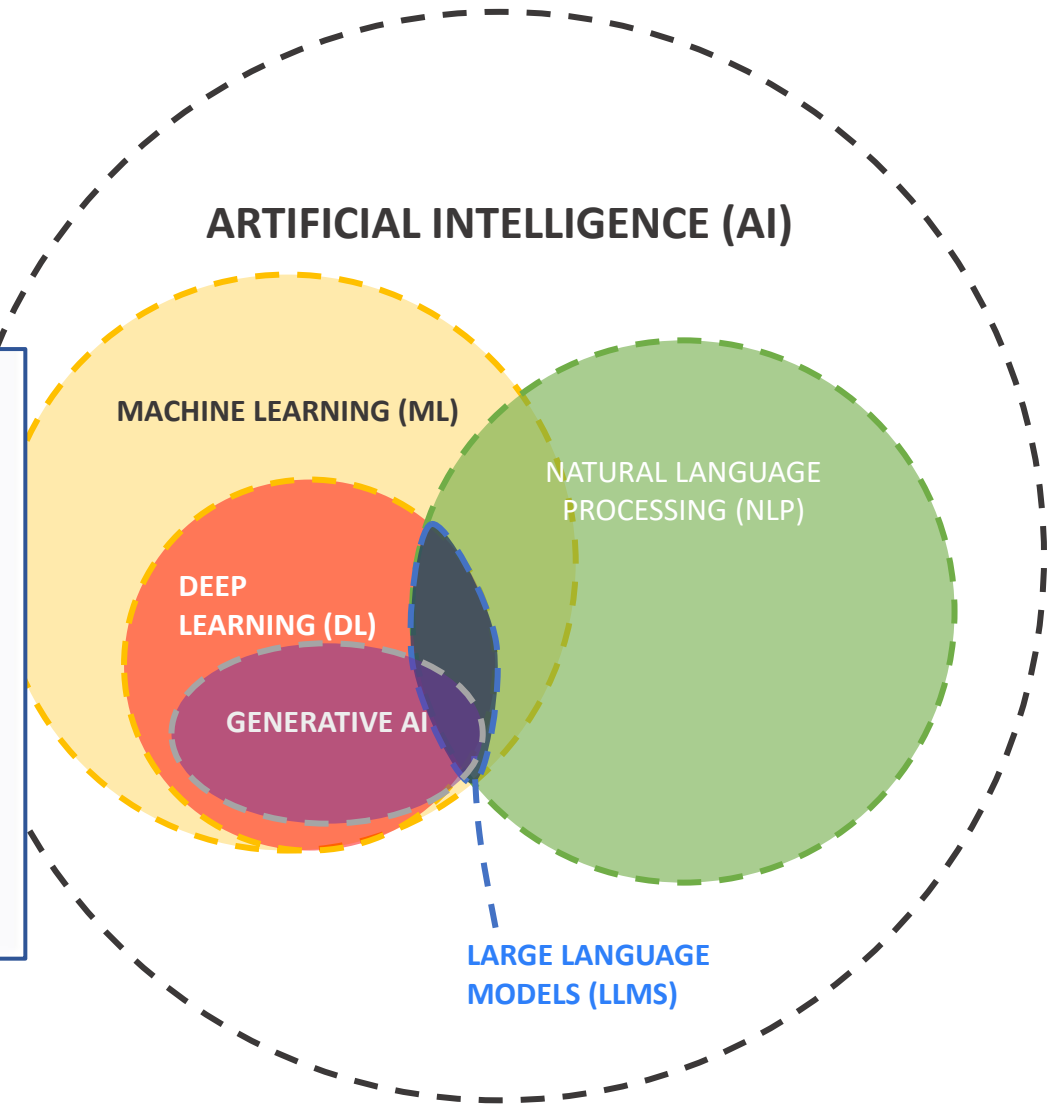 ARTIFICIAL INTELLIGENCE (AI)
MACHINE LEARNING (ML)
NATURAL LANGUAGE
PROCESSING (NLP)
DEEP
LEARNING (DL)
GENERATIVE AI
LARGE LANGUAGE
MODELS (LLMS)